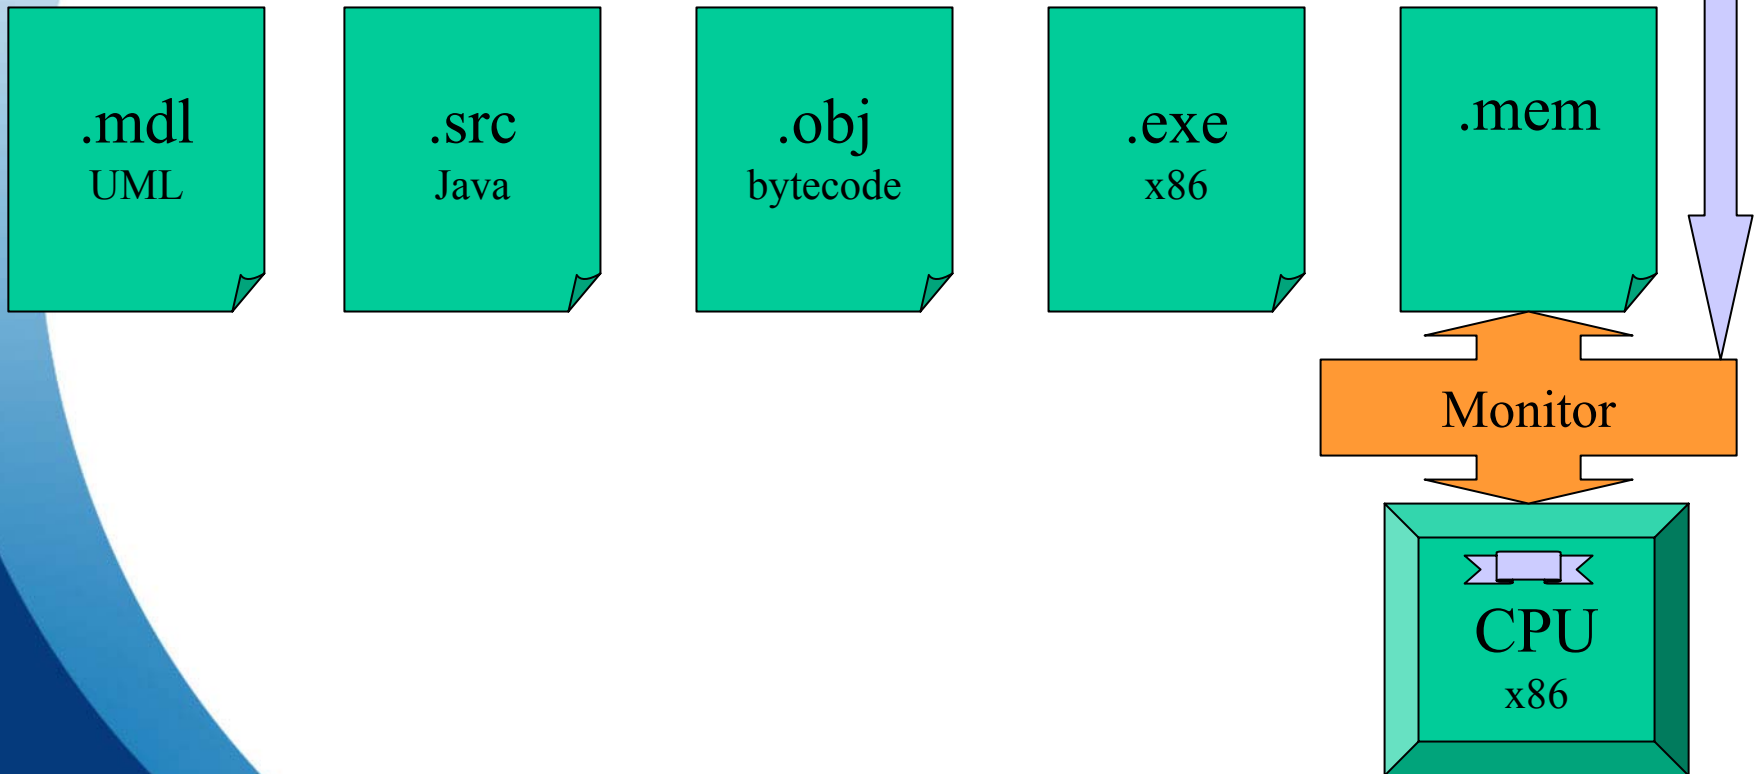 .mdl
UML
.src
Java
.obj
bytecode
.exe
x86
.mem
Monitor
CPU
x86